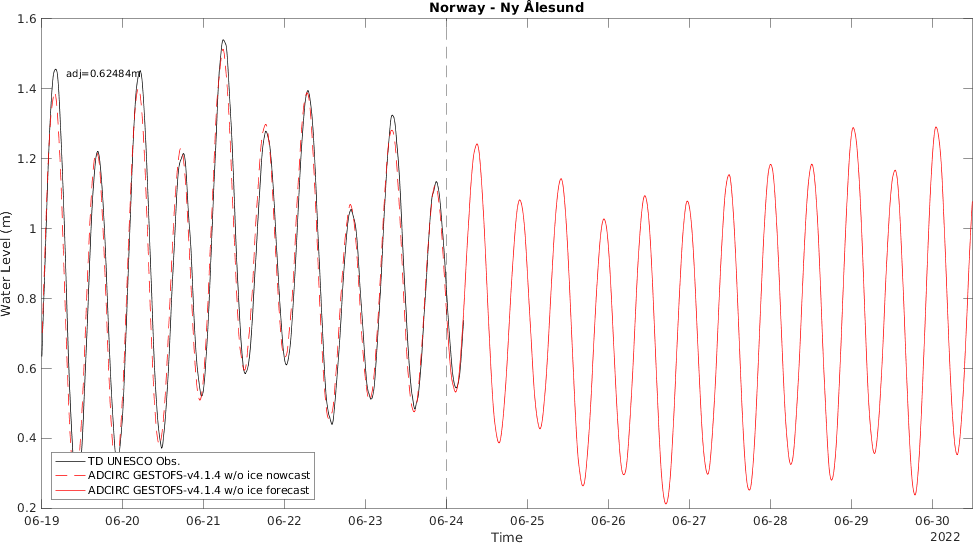 Norway - Ny Ålesund
adj=0.62484m
Water Level (m)
1.6
1.4
1.2
1
0.8
0.6
0.4
0.2
TD UNESCO Obs.
ADCIRC GESTOFS-v4.1.4 w/o ice nowcast
ADCIRC GESTOFS-v4.1.4 w/o ice forecast
06-19 06-20 06-21 06-22 06-23 06-24 06-25 06-26 06-27 06-28 06-29 06-30
Time
2022